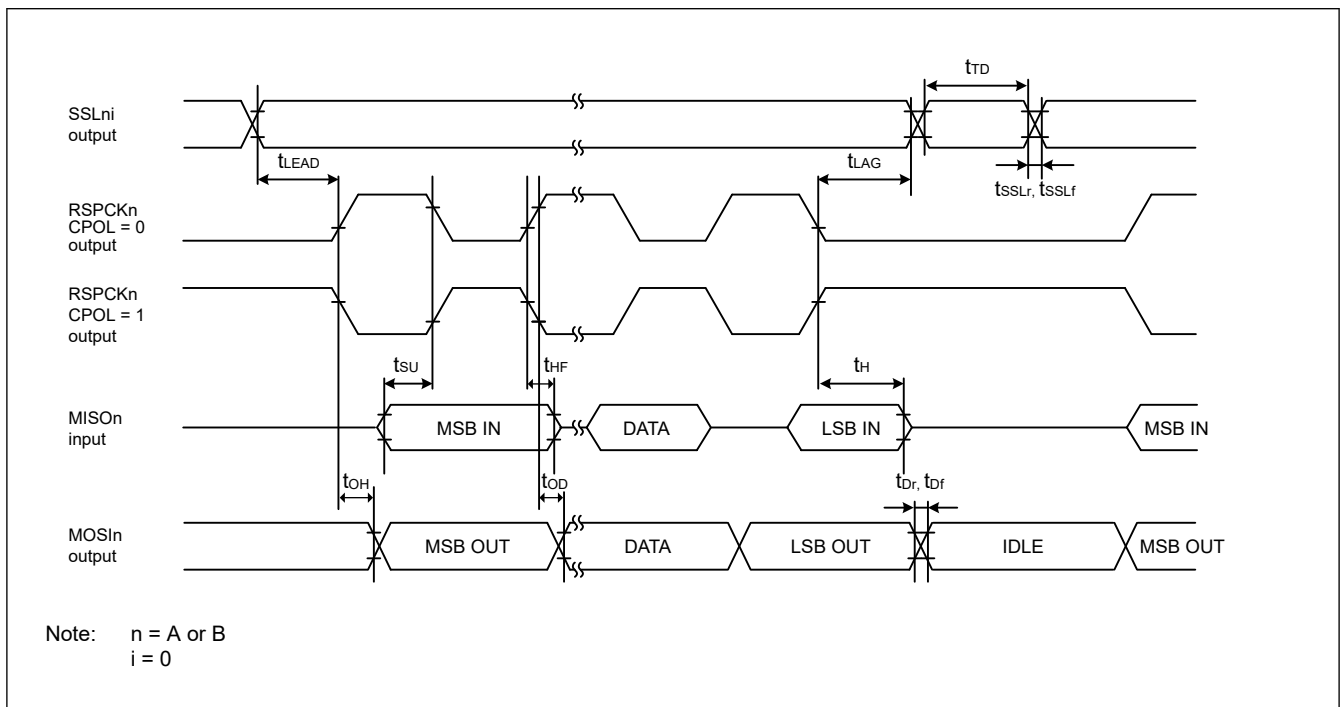 tTD
SSLni
output
tLEAD
tLAG
tSSLr, tSSLf
RSPCKn
CPOL = 0
output
RSPCKn
CPOL = 1
output
tSU
tHF
tH
MISOn
input
MSB IN
DATA
LSB IN
MSB IN
tOH
tOD
tDr, tDf
MOSIn
output
MSB OUT
DATA
LSB OUT
IDLE
MSB OUT
Note: n = A or B
i = 0